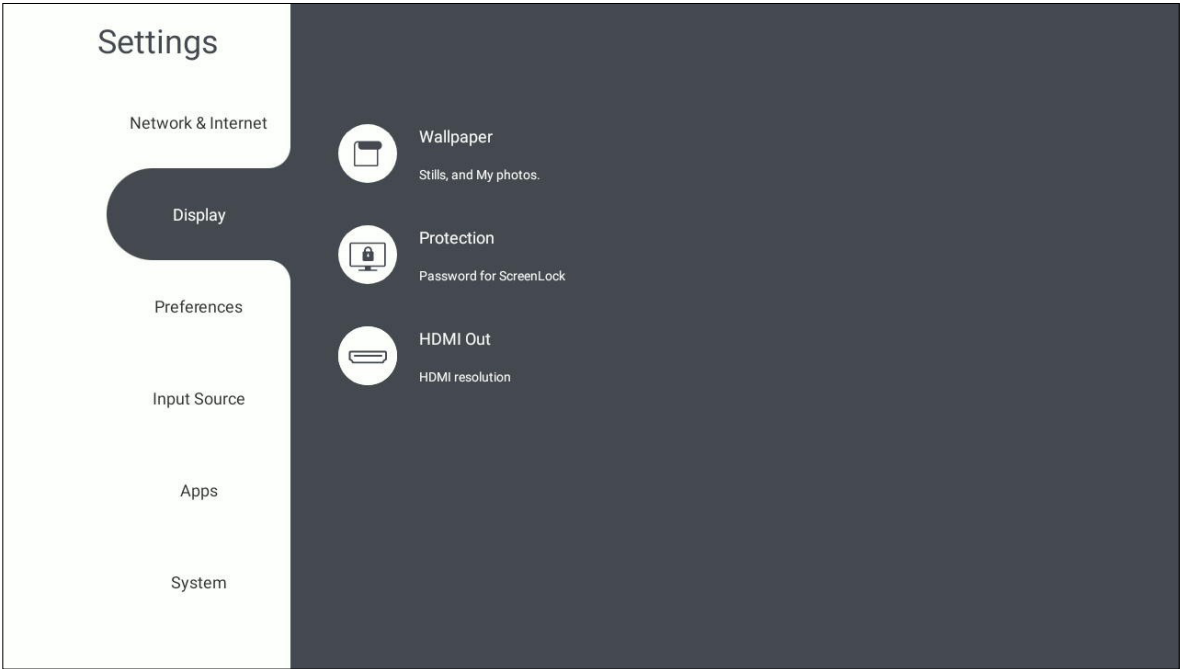 Settings
Network & Internet
Display
Preferences
Input Source
Apps
System
Wallpaper
Stills, and My photos.
Protection
Password for ScreenLock
HDMI Out
HDMI resolution